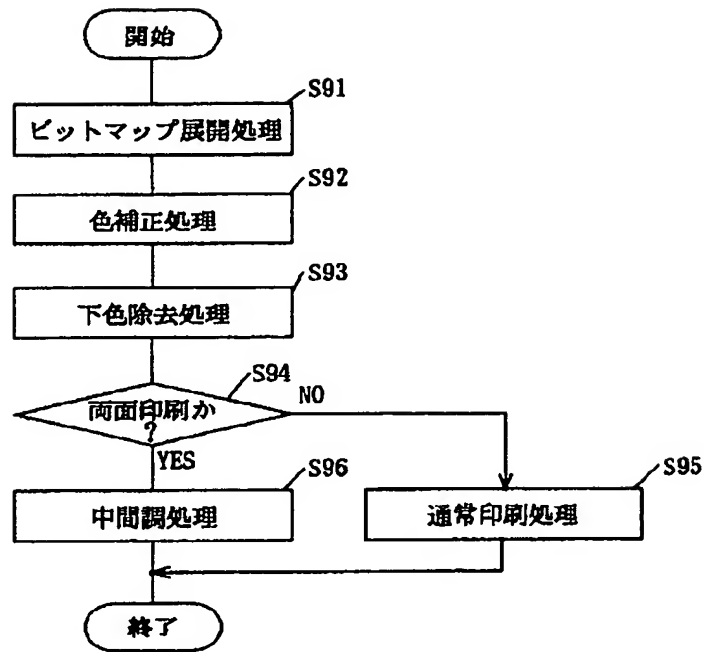 開始
S91
ビットマップ展開処理
S92
色補正処理
S93
下色除去処理
S94
両面印刷か
?
NO
YES
S96
中間調処理
S95
通常印刷処理
終了